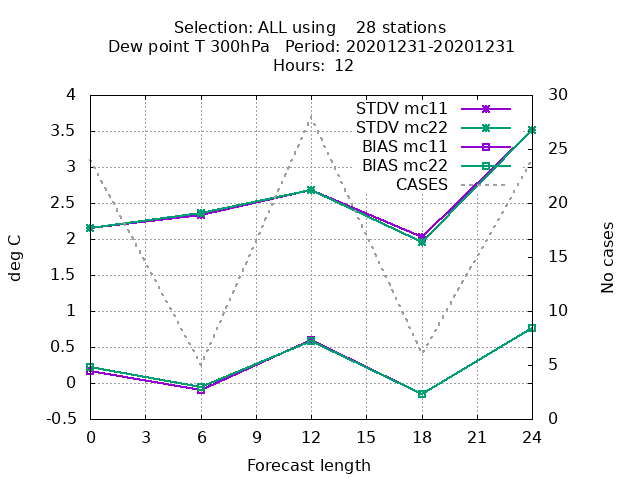 Selection: ALL using    28 stations
Dew point T 300hPa   Period: 20201231-20201231
Hours:  12
deg C
4
3.5
3
2.5
2
1.5
1
0.5
0
-0.5
STDV mc11
STDV mc22
BIAS mc11
BIAS mc22
CASES
30
25
20
15
10
5
0
No cases
0 3 6 9 12 15 18 21 24
Forecast length